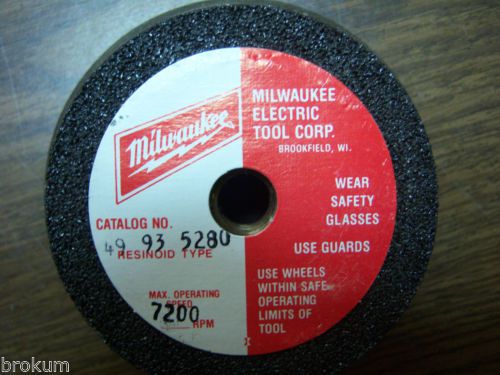 Milwaukee
CATALOG NO.
49 93 5280
RESINOID TYPE
MAX. OPERATING
SPEED
7200 RPM
MILWAUKEE
ELECTRIC
TOOL CORP.
BROOKFIELD, WI.
WEAR
SAFETY
GLASSES
USE GUARDS
USE WHEELS
WITHIN SAFE
OPERATING
LIMITS OF
TOOL
brokum